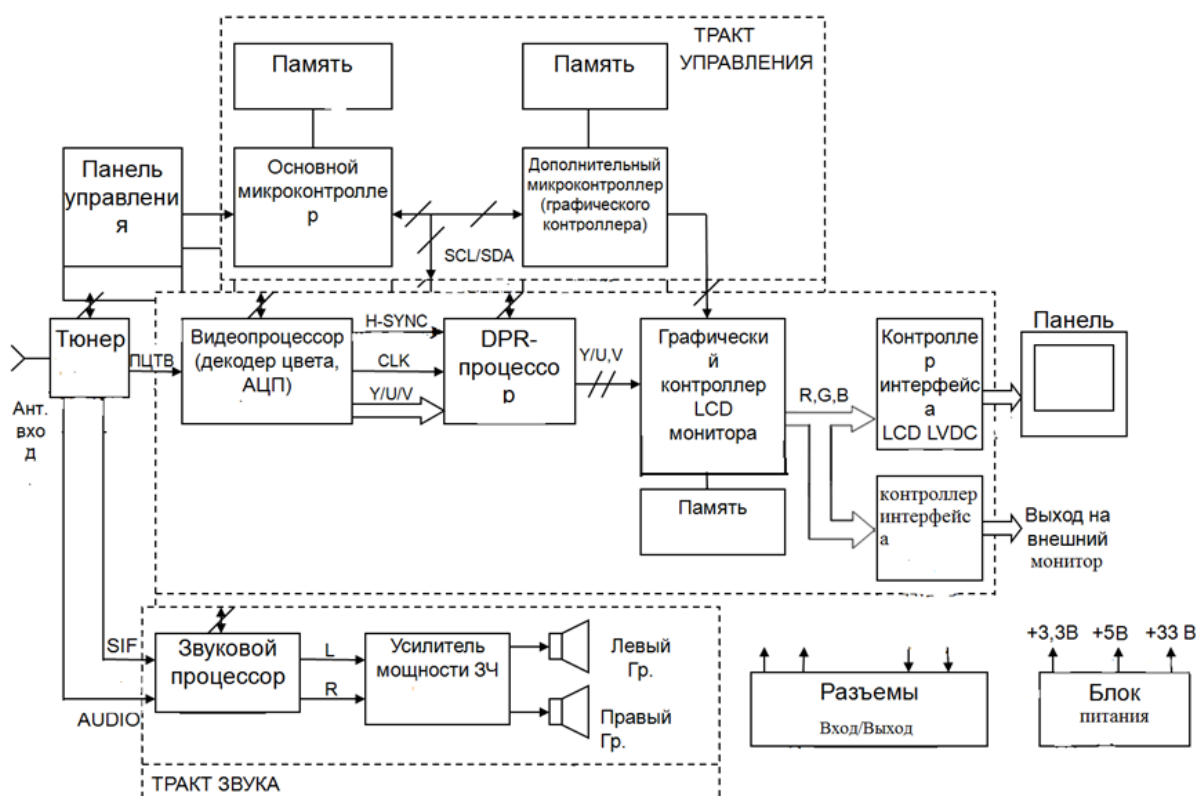 ТРАКТ
УПРАВЛЕНИЯ
Память
Память
Панель
управлени
я
Основной
микроконтролле
р
Дополнительный
микроконтроллер
(графического
контроллера)
SCL/SDA
Тюнер
ПЦТВ
Ант.
вхо
д
Видеопроцессор
(декодер цвета,
АЦП)
H-SYNC
CLK
Y/U/V
DPR-
процессо
р
Y/U,V
Графически
й
контроллер
LCD
монитора
Память
R,G,B
Контролле
р
интерфейс
а
LCD LVDC
Панель
контроллер
интерфейс
а
Выход на
внешний
монитор
SIF
AUDIO
Звуковой
процессор
L
R
Усилитель
мощности ЗЧ
Левый
Гр.
Правый
Гр.
ТРАКТ ЗВУКА
Разъемы
Вход/Выход
+3,3В +5В +33 В
Блок
питания